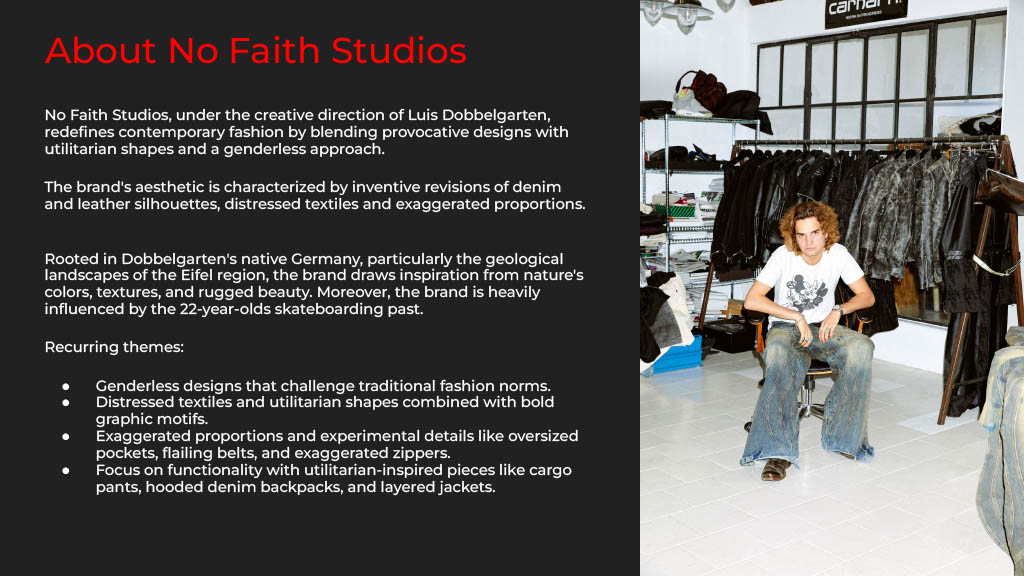 About No Faith Studios
No Faith Studios, under the creative direction of Luis Dobbelgarten,
redefines contemporary fashion by blending provocative designs with
utilitarian shapes and a genderless approach.
The brand's aesthetic is characterized by inventive revisions of denim
and leather silhouettes, distressed textiles and exaggerated proportions.
Rooted in Dobbelgarten's native Germany, particularly the geological
landscapes of the Eifel region, the brand draws inspiration from nature's
colors, textures, and rugged beauty. Moreover, the brand is heavily
influenced by the 22-year-olds skateboarding past.
Recurring themes:
● Genderless designs that challenge traditional fashion norms.
● Distressed textiles and utilitarian shapes combined with bold
graphic motifs.
● Exaggerated proportions and experimental details like oversized
pockets, flailing belts, and exaggerated zippers.
● Focus on functionality with utilitarian-inspired pieces like cargo
pants, hooded denim backpacks, and layered jackets.
carhartt
WORK IN PROGRESS